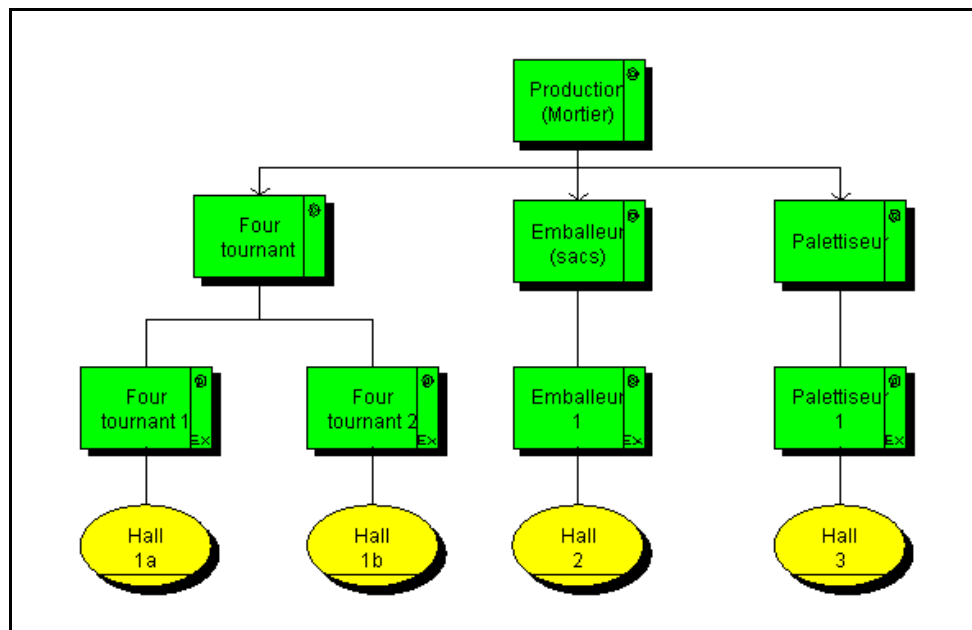 Production
(Mortier)
Four
tournant
Emballeur
(sacs)
Palettiseur
Four
tournant 1
Ex
Four
tournant 2
Ex
Emballeur
1
Ex
Palettiseur
1
Ex
Hall
1a
Hall
1b
Hall
2
Hall
3